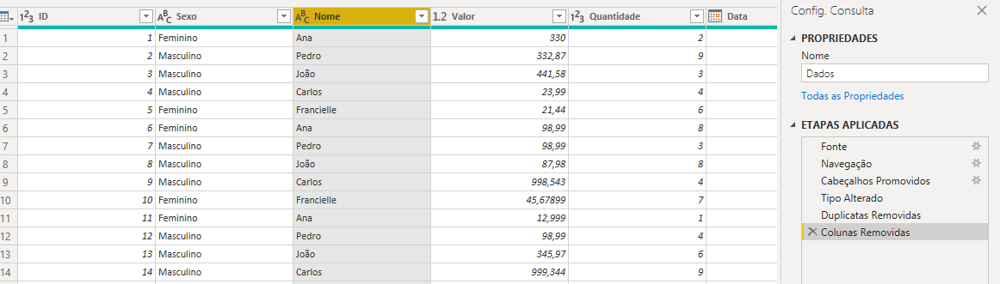 1²3 ID AᴮC Sexo AᴮC Nome 1.2 Valor 1²3 Quantidade Data
1 1 Feminino Ana 330 2
2 2 Masculino Pedro 332,87 9
3 3 Masculino João 441,58 3
4 4 Masculino Carlos 23,99 4
5 5 Feminino Francielle 21,44 6
6 6 Feminino Ana 98,99 8
7 7 Masculino Pedro 98,99 3
8 8 Masculino João 87,98 8
9 9 Masculino Carlos 998,543 4
10 10 Feminino Francielle 45,67899 7
11 11 Feminino Ana 12,999 1
12 12 Masculino Pedro 98,99 4
13 13 Masculino João 345,97 6
14 14 Masculino Carlos 999,344 9
Config. Consulta
PROPRIEDADES
Nome
Dados
Todas as Propriedades
ETAPAS APLICADAS
Fonte
Navegação
Cabeçalhos Promovidos
Tipo Alterado
Duplicatas Removidas
Colunas Removidas